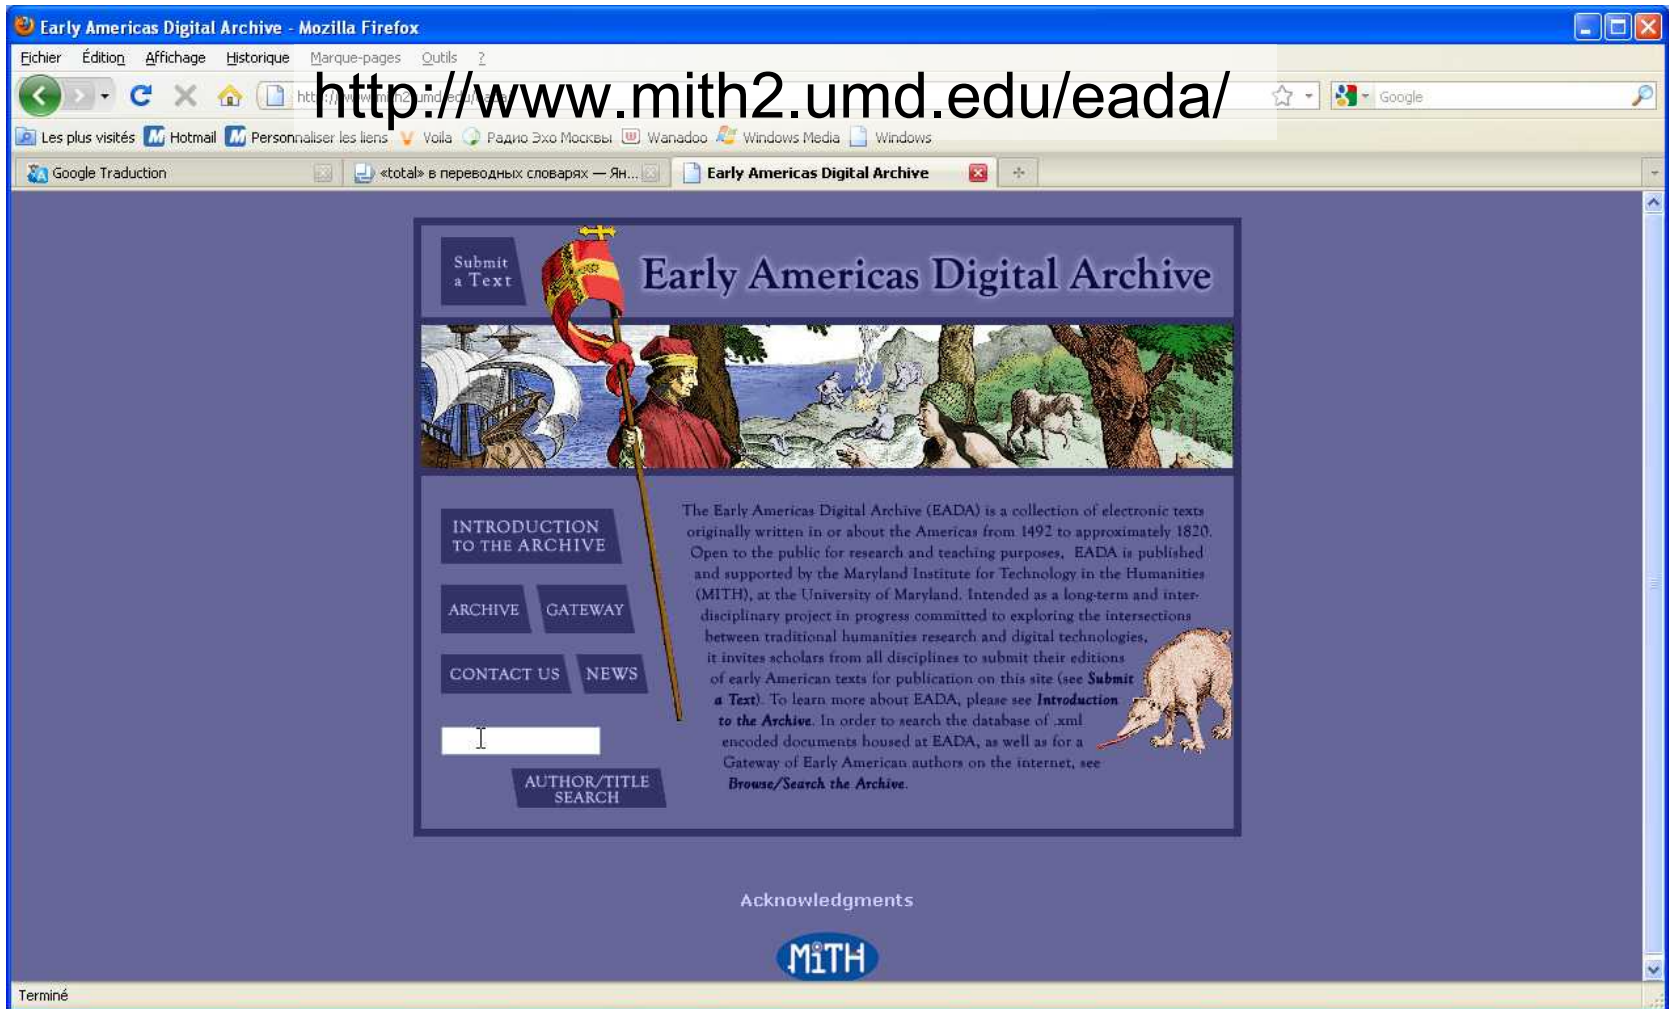 Early Americas Digital Archive - Mozilla Firefox
Fichier Édition Affichage Historique Marque-pages Outils ?
http://www.mith2.umd.edu/eada/
Google
Les plus visités Hotmail Personnaliser les liens Voila Радио Эхо Москвы Wanadoo Windows Media Windows
Google Traduction «total» в переводных словарях — Ян... Early Americas Digital Archive
Submit
a Text
Early Americas Digital Archive
INTRODUCTION
TO THE ARCHIVE
ARCHIVE GATEWAY
CONTACT US NEWS
AUTHOR/TITLE
SEARCH
The Early Americas Digital Archive (EADA) is a collection of electronic texts
originally written in or about the Americas from 1492 to approximately 1820.
Open to the public for research and teaching purposes, EADA is published
and supported by the Maryland Institute for Technology in the Humanities
(MITH), at the University of Maryland. Intended as a long-term and inter-
disciplinary project in progress committed to exploring the intersections
between traditional humanities research and digital technologies,
it invites scholars from all disciplines to submit their editions
of early American texts for publication on this site (see Submit
a Text). To learn more about EADA, please see Introduction
to the Archive. In order to search the database of .xml
encoded documents housed at EADA, as well as for a
Gateway of Early American authors on the internet, see
Browse/Search the Archive.
Acknowledgments
MiTH
Terminé